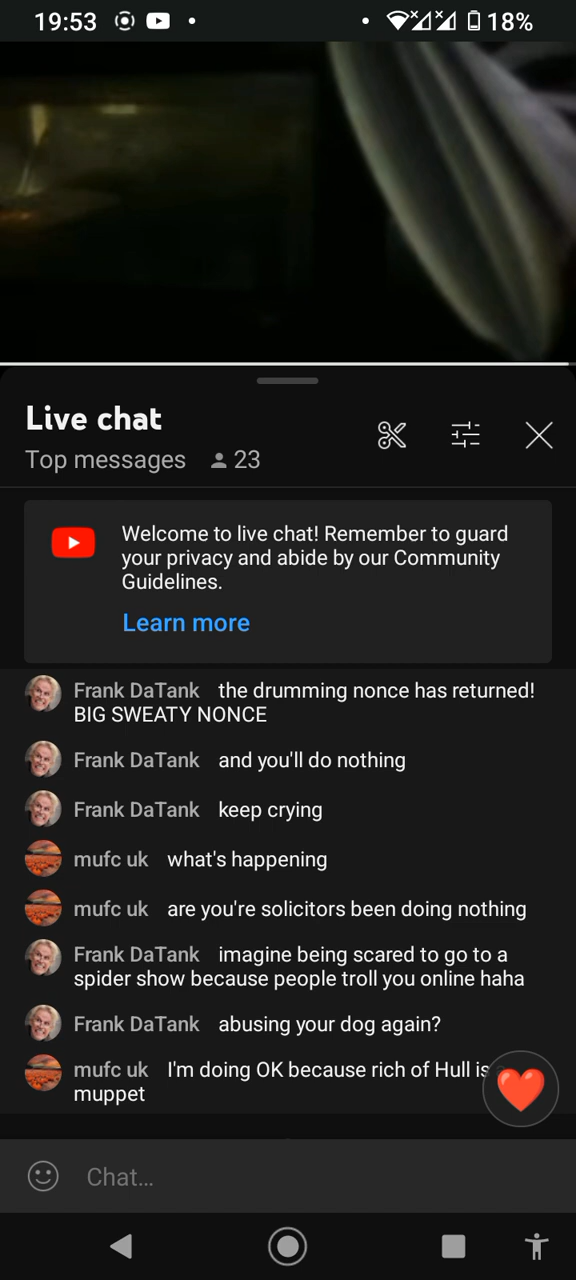 19:53
18%
Live chat
Top messages 23
Welcome to live chat! Remember to guard
your privacy and abide by our Community
Guidelines.
Learn more
Frank DaTank the drumming nonce has returned!
BIG SWEATY NONCE
Frank DaTank and you'll do nothing
Frank DaTank keep crying
mufc uk what's happening
mufc uk are you're solicitors been doing nothing
Frank DaTank imagine being scared to go to a
spider show because people troll you online haha
Frank DaTank abusing your dog again?
mufc uk I'm doing OK because rich of Hull is
muppet
Chat...